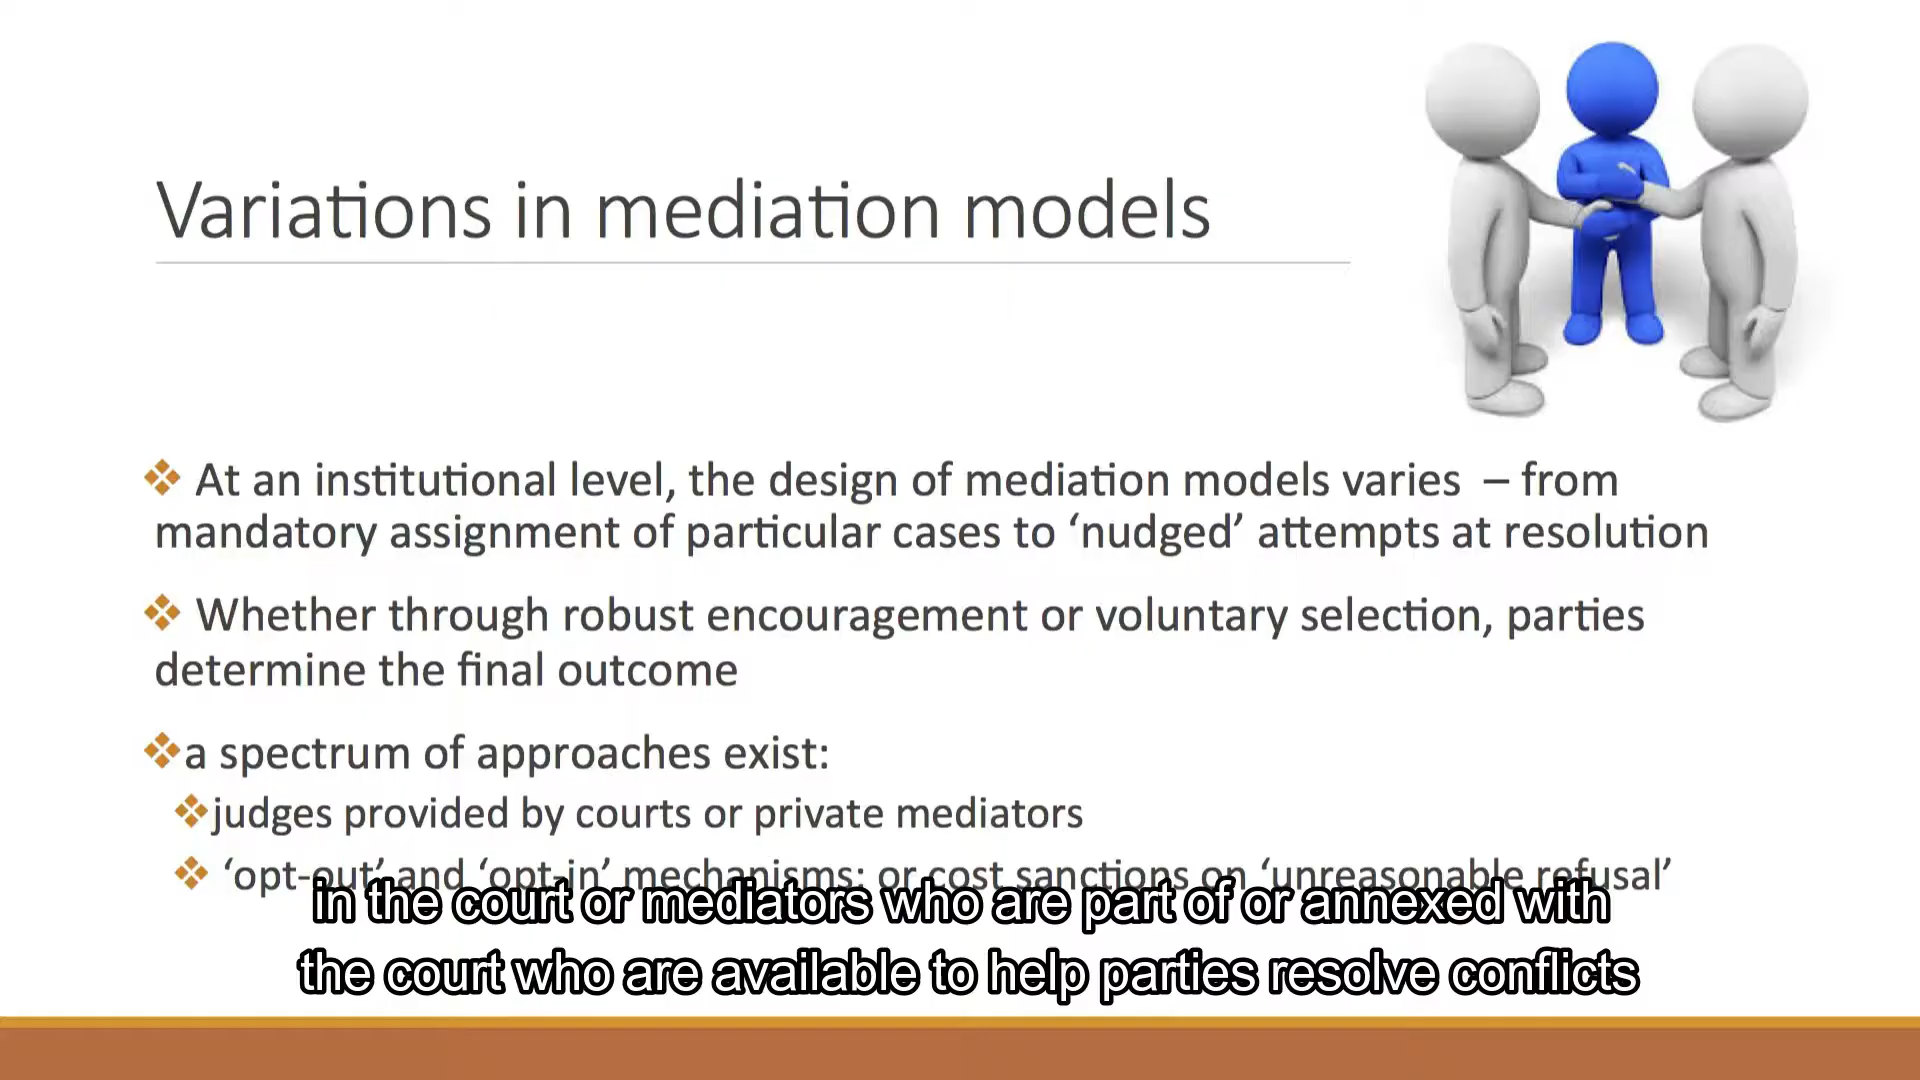 Variations in mediation models
At an institutional level, the design of mediation models varies – from
mandatory assignment of particular cases to ‘nudged’ attempts at resolution
Whether through robust encouragement or voluntary selection, parties
determine the final outcome
a spectrum of approaches exist:
judges provided by courts or private mediators
‘opt-out’ and ‘opt-in’ mechanisms; or cost sanctions on ‘unreasonable refusal’
in the court or mediators who are part of or annexed with
the court who are available to help parties resolve conflicts